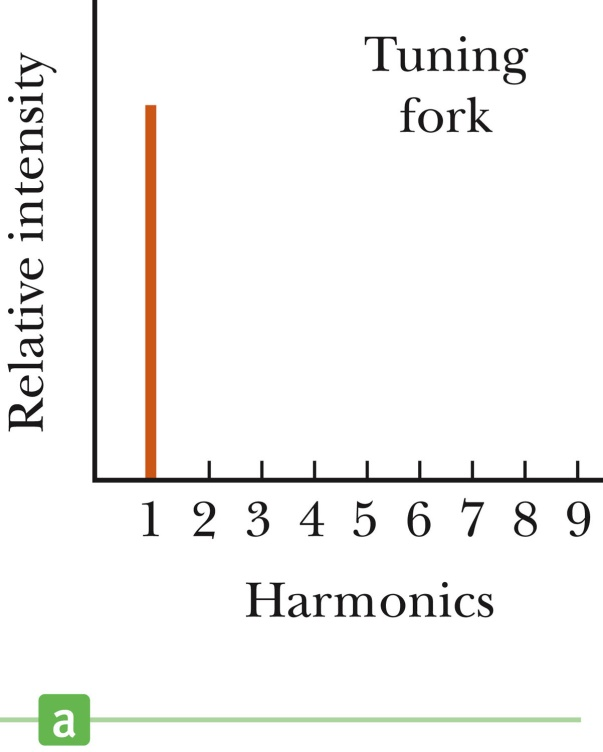 Tuning
fork
Relative intensity
1 2 3 4 5 6 7 8 9
Harmonics
a